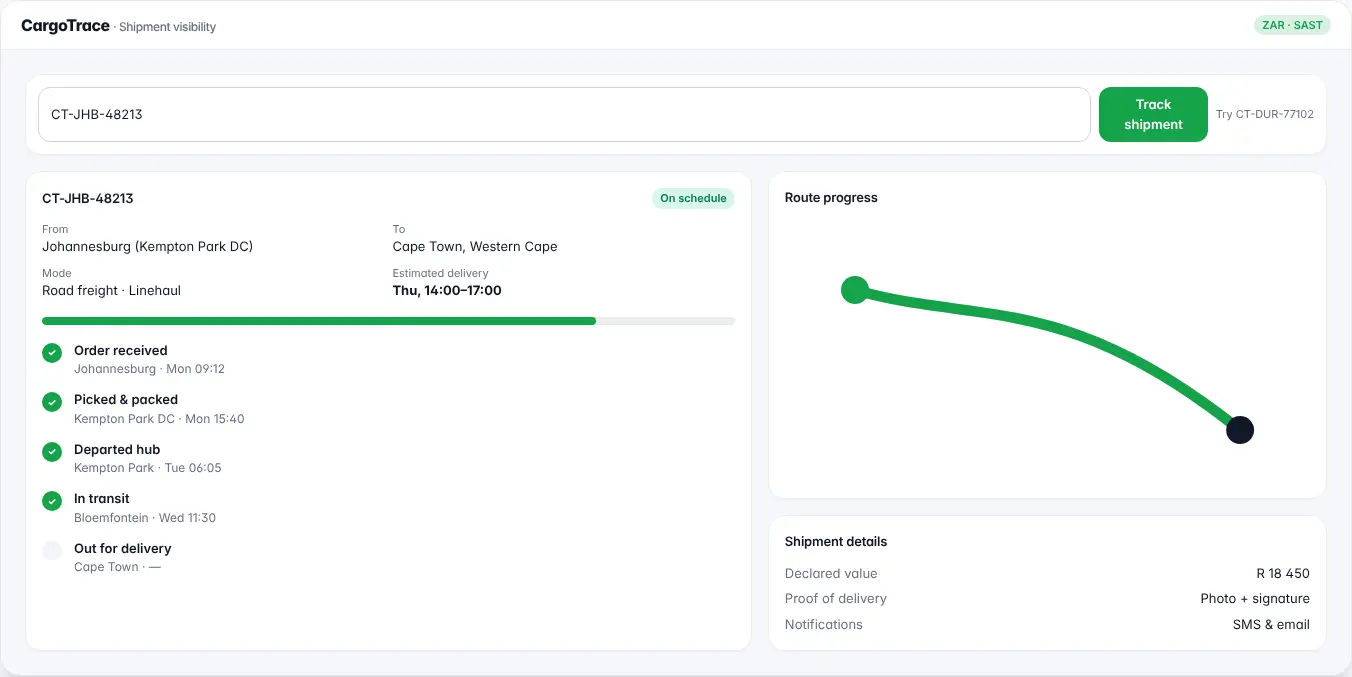 CargoTrace · Shipment visibility
ZAR · SAST
CT-JHB-48213
Track
shipment
Try CT-DUR-77102
CT-JHB-48213
On schedule
From
Johannesburg (Kempton Park DC)
To
Cape Town, Western Cape
Mode
Road freight · Linehaul
Estimated delivery
Thu, 14:00–17:00
Order received
Johannesburg · Mon 09:12
Picked & packed
Kempton Park DC · Mon 15:40
Departed hub
Kempton Park · Tue 06:05
In transit
Bloemfontein · Wed 11:30
Out for delivery
Cape Town · —
Route progress
Shipment details
Declared value
R 18 450
Proof of delivery
Photo + signature
Notifications
SMS & email